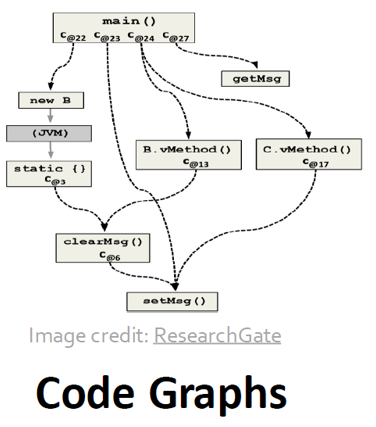 main()
c@22 c@23 c@24 c@27
getMsg
new B
(JVM)
B.vMethod()
c@13
C.vMethod()
c@17
static {}
c@3
clearMsg()
c@6
setMsg()
Image credit: ResearchGate
Code Graphs